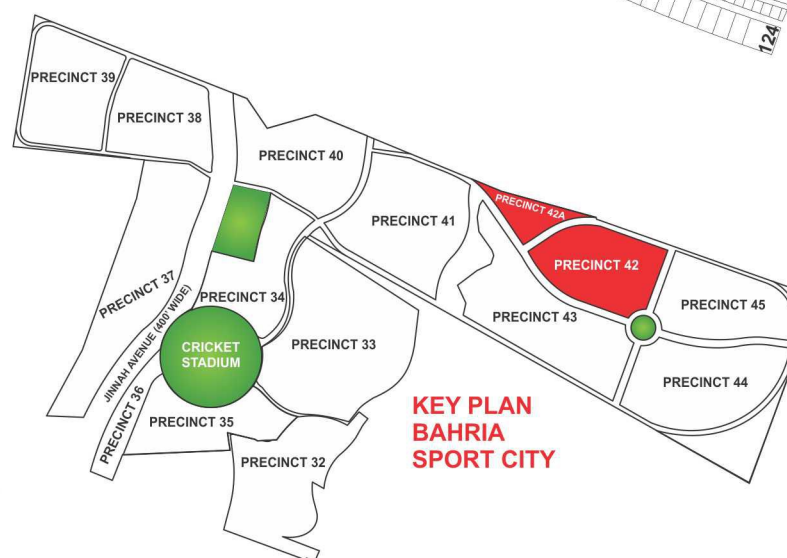 124
PRECINCT 39
PRECINCT 38
PRECINCT 40
PRECINCT 41
PRECINCT 42A
PRECINCT 42
PRECINCT 37
PRECINCT 34
PRECINCT 45
PRECINCT 43
JINNAH AVENUE (400' WIDE)
CRICKET
STADIUM
PRECINCT 33
PRECINCT 44
PRECINCT 36
PRECINCT 35
PRECINCT 32
KEY PLAN
BAHRIA
SPORT CITY